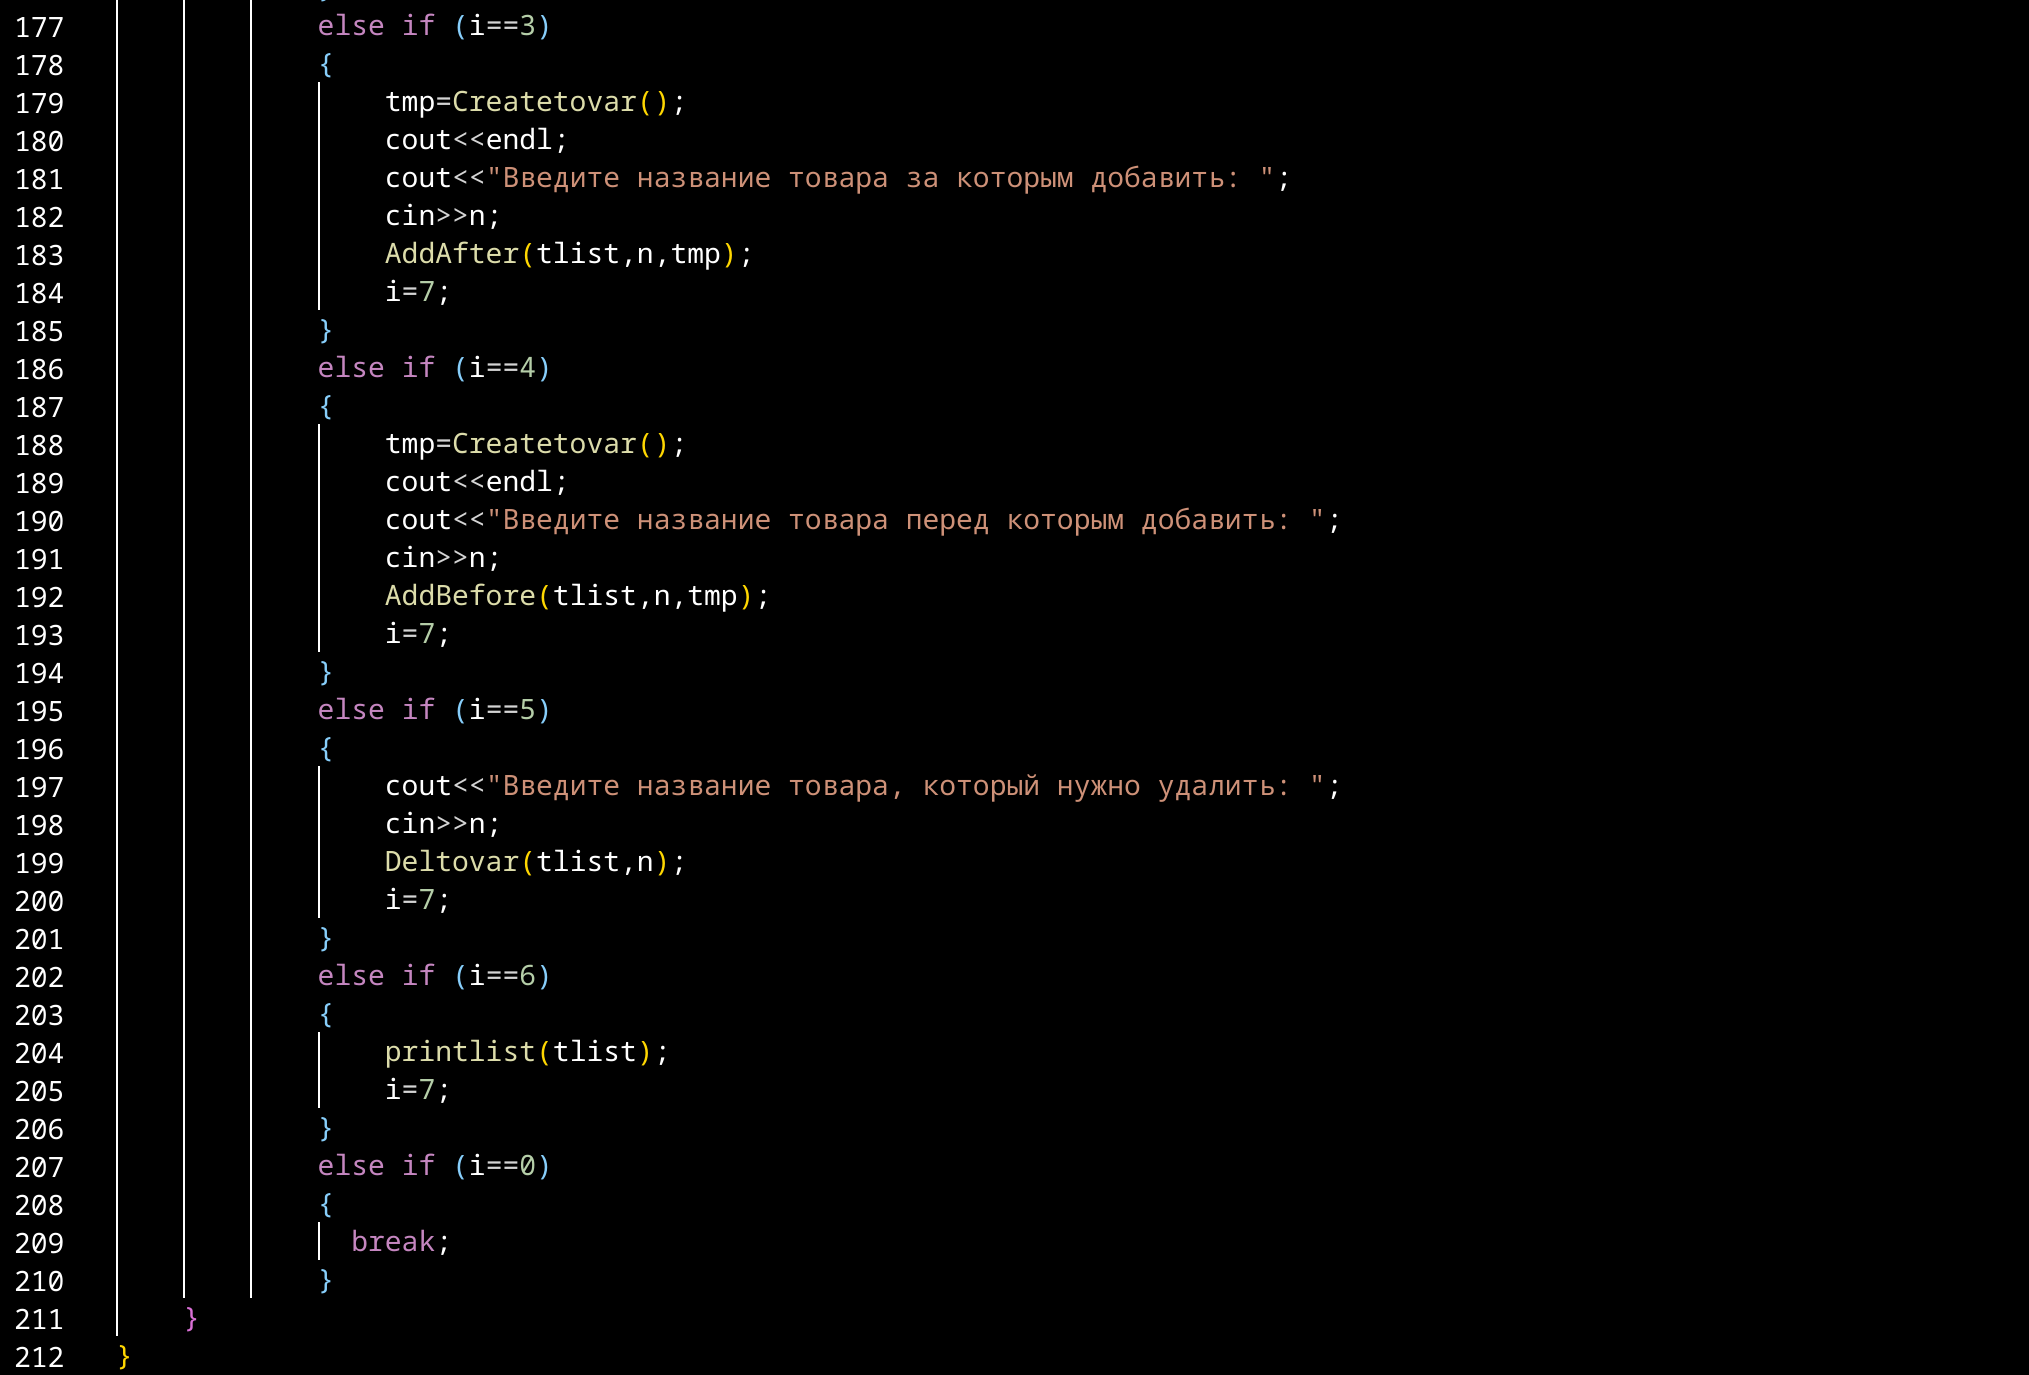 177 else if (i==3)
178 {
179 tmp=Createtovar();
180 cout<<endl;
181 cout<<"Введите название товара за которым добавить: ";
182 cin>>n;
183 AddAfter(tlist,n,tmp);
184 i=7;
185 }
186 else if (i==4)
187 {
188 tmp=Createtovar();
189 cout<<endl;
190 cout<<"Введите название товара перед которым добавить: ";
191 cin>>n;
192 AddBefore(tlist,n,tmp);
193 i=7;
194 }
195 else if (i==5)
196 {
197 cout<<"Введите название товара, который нужно удалить: ";
198 cin>>n;
199 Deltovar(tlist,n);
200 i=7;
201 }
202 else if (i==6)
203 {
204 printlist(tlist);
205 i=7;
206 }
207 else if (i==0)
208 {
209 break;
210 }
211 }
212 }